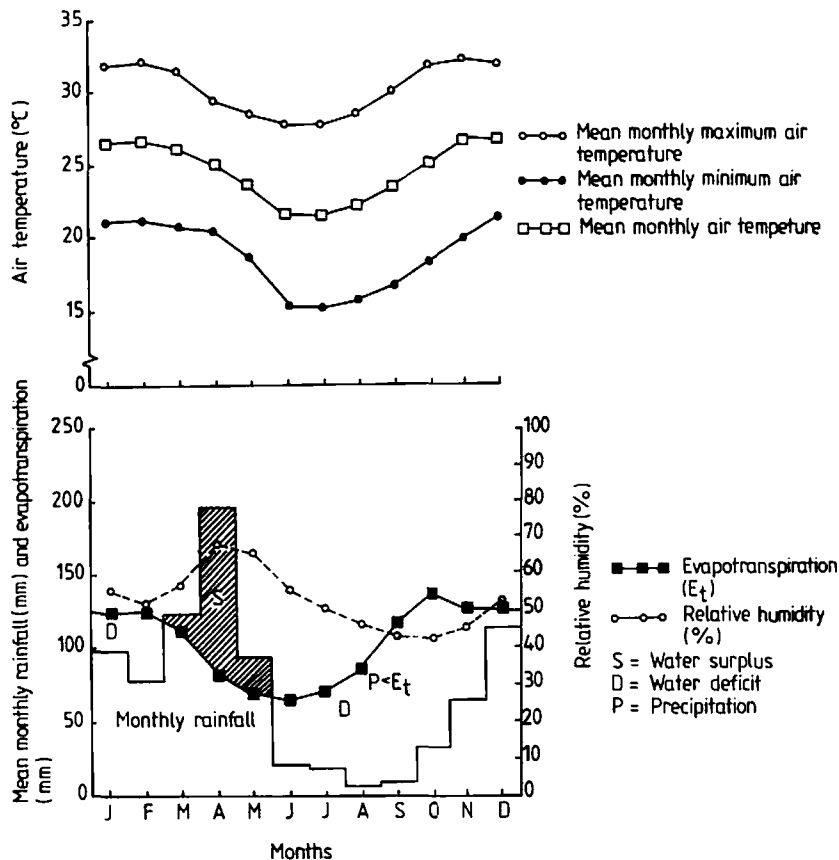 35
30
25
20
15
0
Air temperature (°C)
Mean monthly maximum air
temperature
Mean monthly minimum air
temperature
Mean monthly air tempeture
250
200
150
100
50
0
Mean monthly rainfall (mm) and evapotranspiration
(mm)
100
90
80
70
60
50
40
30
20
10
0
Relative humidity (%)
D
S
P<Et
D
Monthly rainfall
J F M A M J J A S O N D
Months
Evapotranspiration
(Et)
Relative humidity
(%)
S = Water surplus
D = Water deficit
P = Precipitation